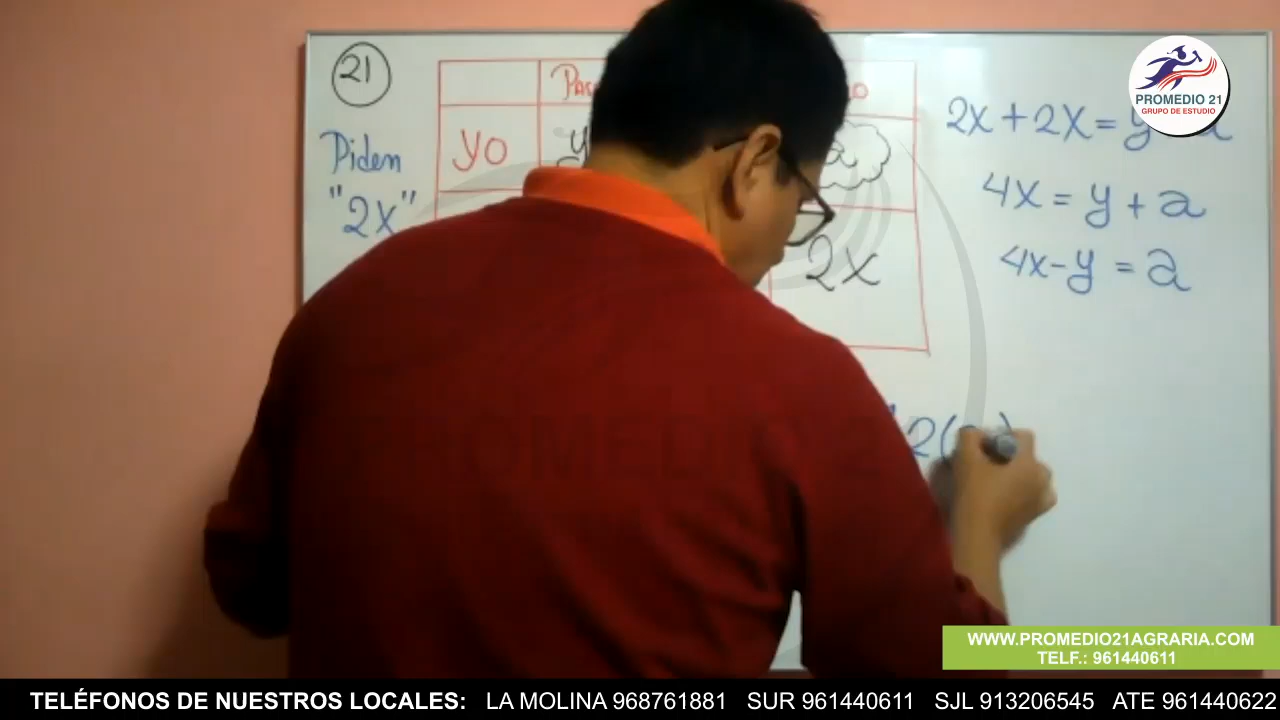 21
PROMEDIO 21
GRUPO DE ESTUDIO
2x + 2x = y
Piden
yo
a
"2x"
4x = y + a
2x
4x - y = a
2(
)
WWW.PROMEDIO21AGRARIA.COM
TELF.: 961440611
TELÉFONOS DE NUESTROS LOCALES: LA MOLINA 968761881 SUR 961440611 SJL 913206545 ATE 961440622